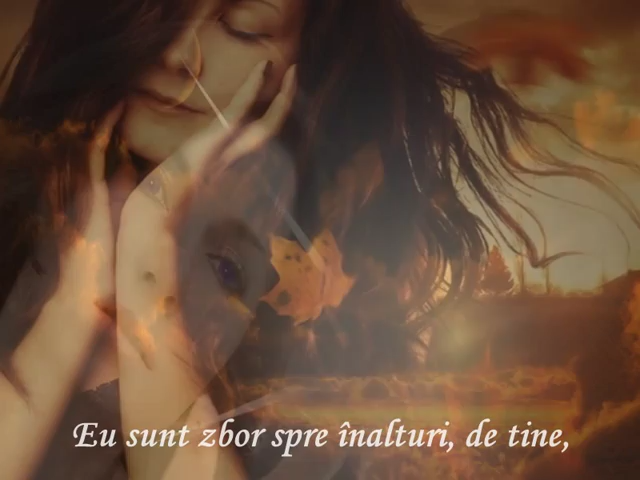 Eu sunt zbor spre înalturi, de tine,